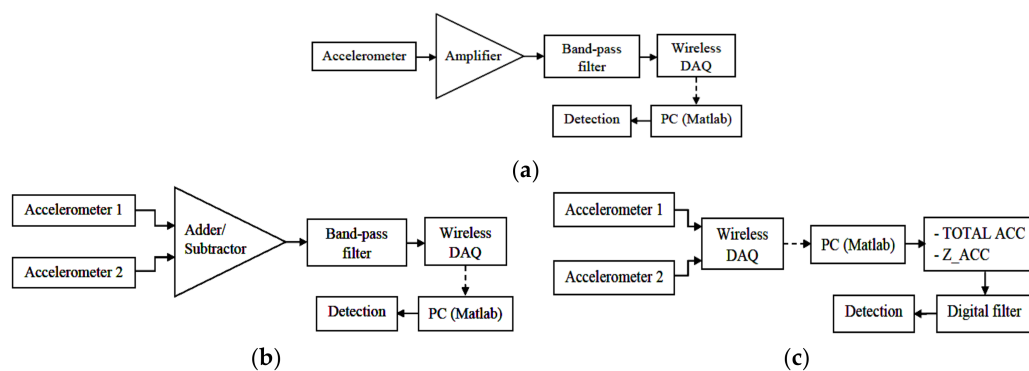 Accelerometer
Amplifier
Band-pass
filter
Wireless
DAQ
Detection
PC (Matlab)
(a)
Accelerometer 1
Accelerometer 2
Adder/
Subtractor
Band-pass
filter
Wireless
DAQ
Detection
PC (Matlab)
(b)
Accelerometer 1
Accelerometer 2
Wireless
DAQ
PC (Matlab)
- TOTAL ACC
- Z_ACC
Detection
Digital filter
(c)